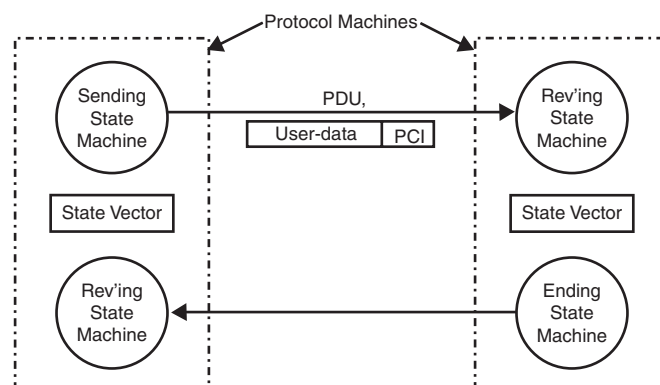 Protocol Machines
Sending
State
Machine
PDU,
User-data PCI
Rev'ing
State
Machine
State Vector
State Vector
Rev'ing
State
Machine
Ending
State
Machine